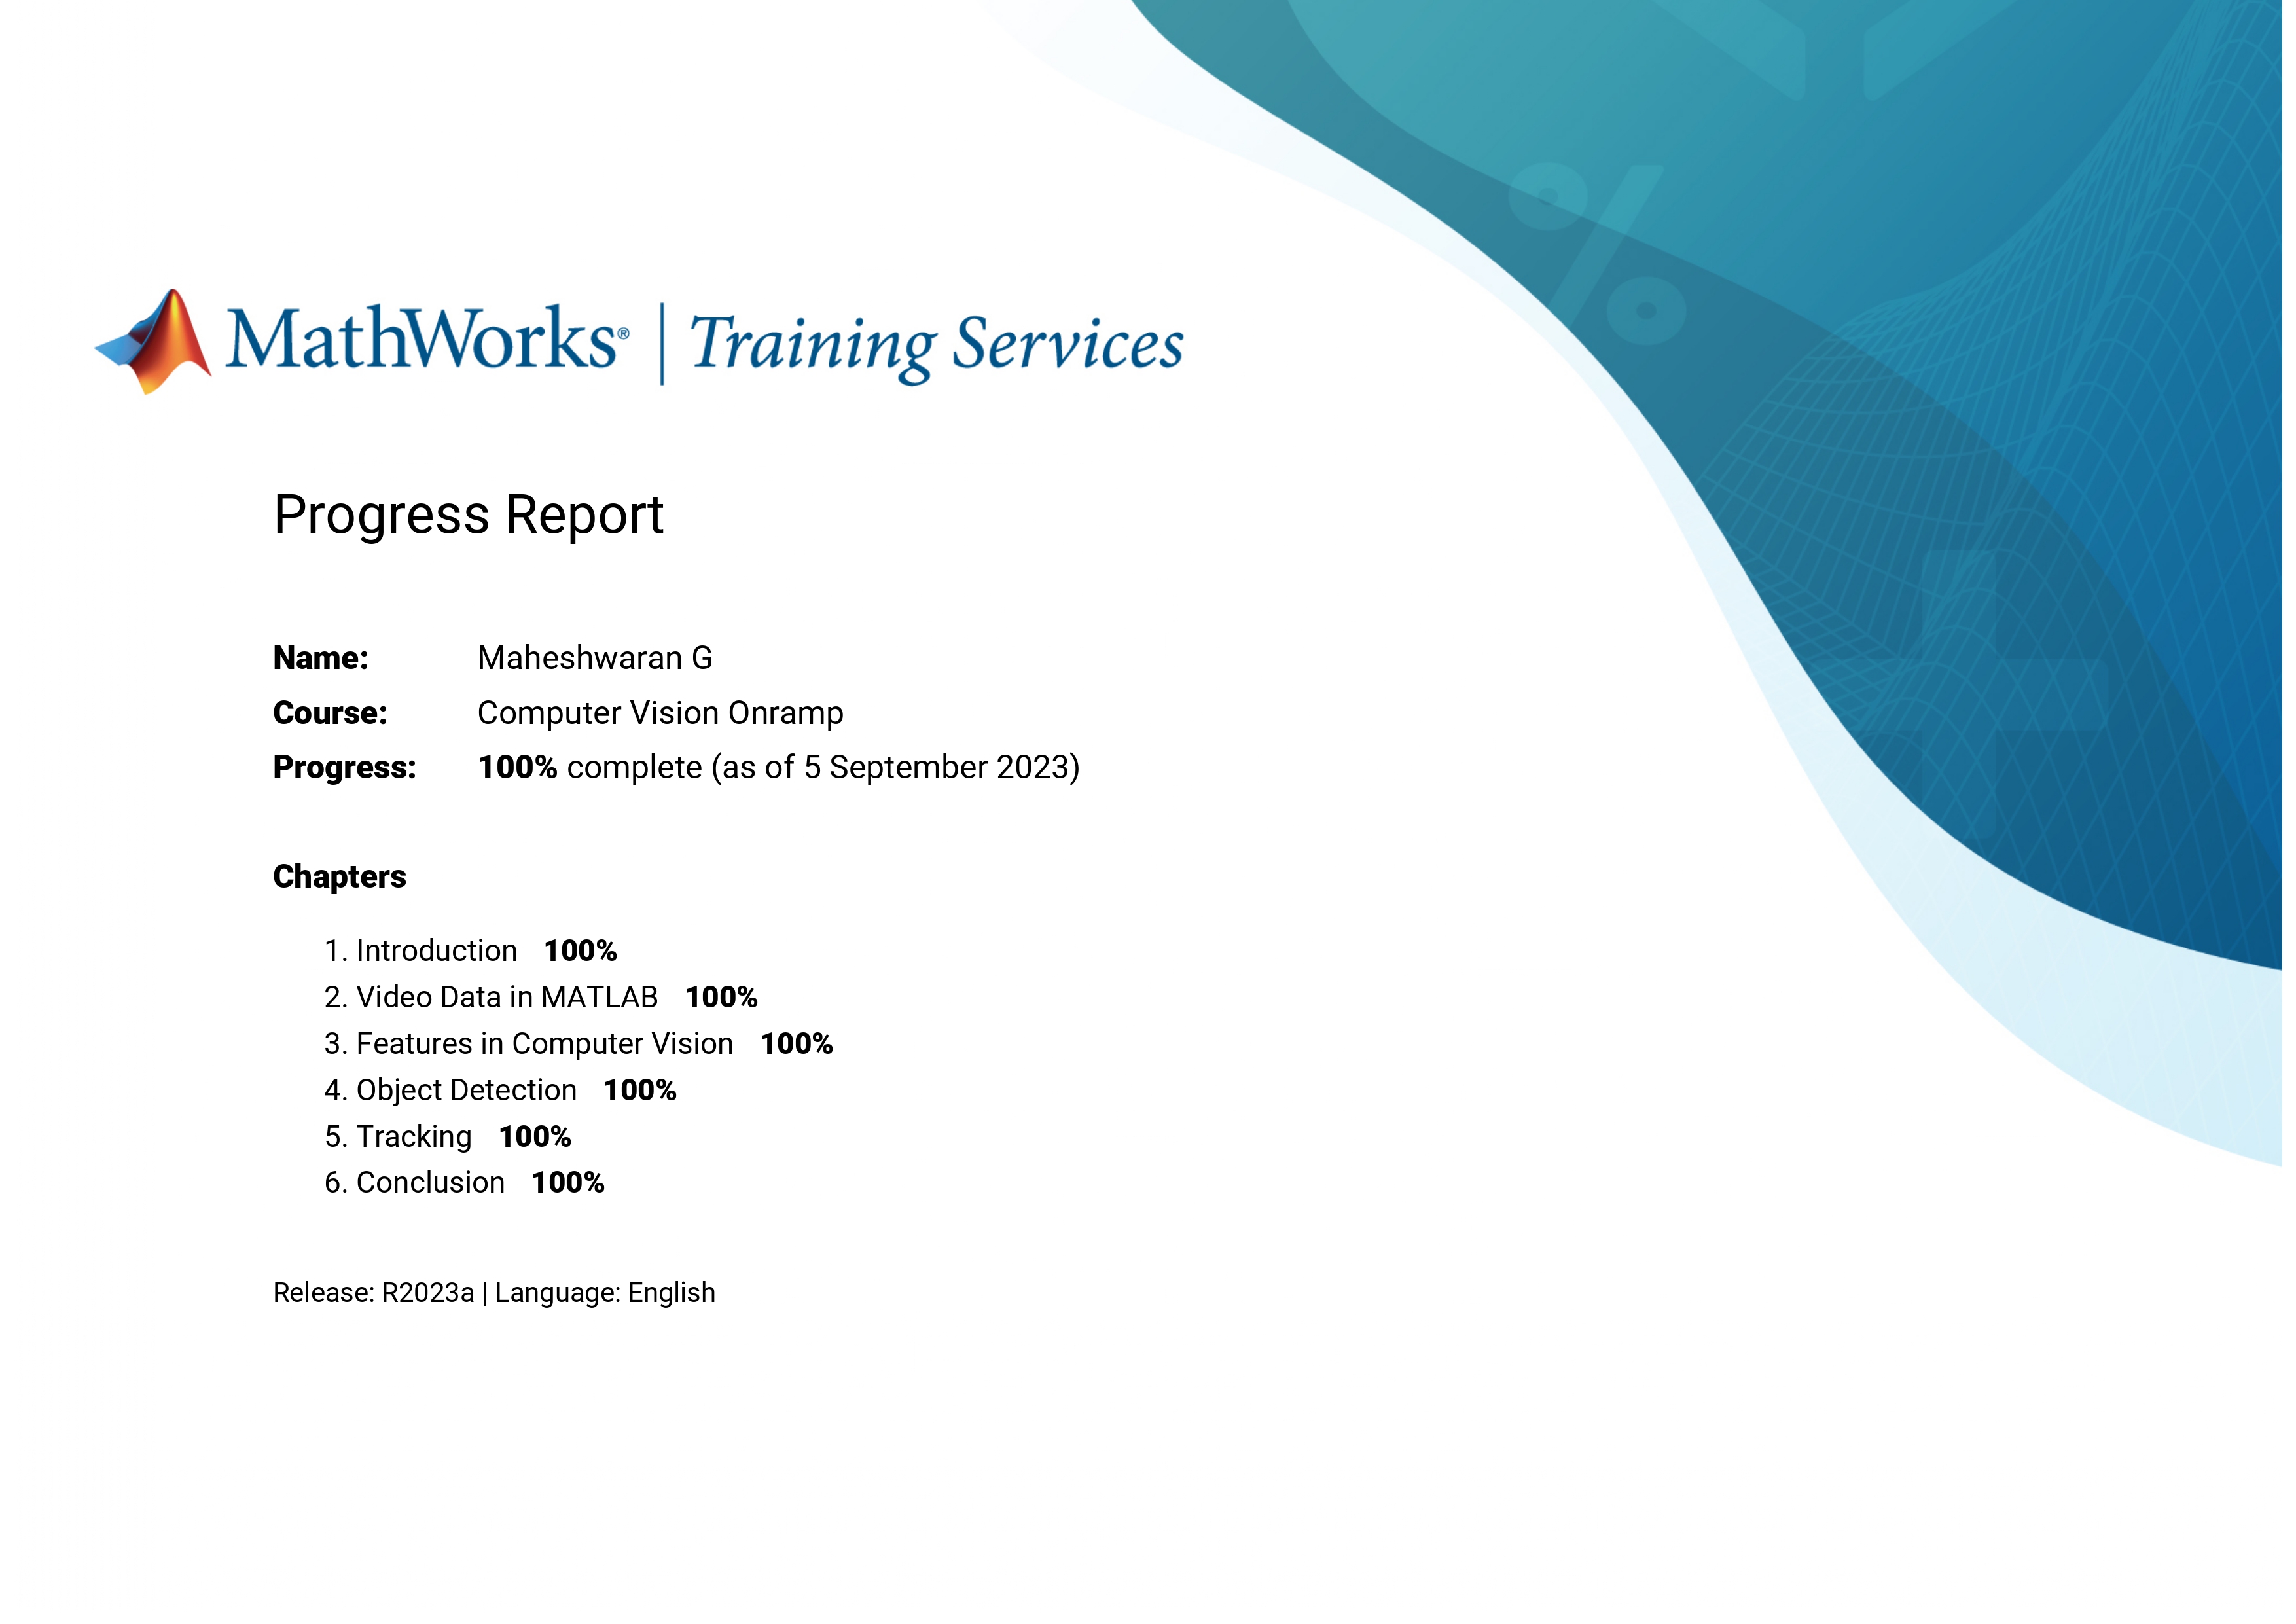 MathWorks® | Training Services
Progress Report
Name: Maheshwaran G
Course: Computer Vision Onramp
Progress: 100% complete (as of 5 September 2023)
Chapters
1. Introduction 100%
2. Video Data in MATLAB 100%
3. Features in Computer Vision 100%
4. Object Detection 100%
5. Tracking 100%
6. Conclusion 100%
Release: R2023a | Language: English